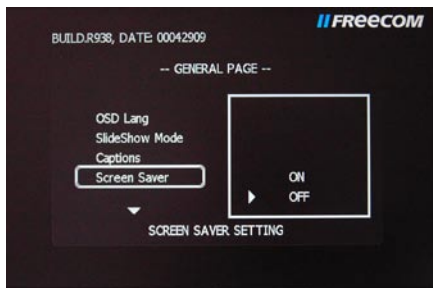 FREECOM
BUILD.R938, DATE 00042909
-- GENERAL PAGE --
OSD Lang
SlideShow Mode
Captions
Screen Saver
ON
OFF
SCREEN SAVER SETTING